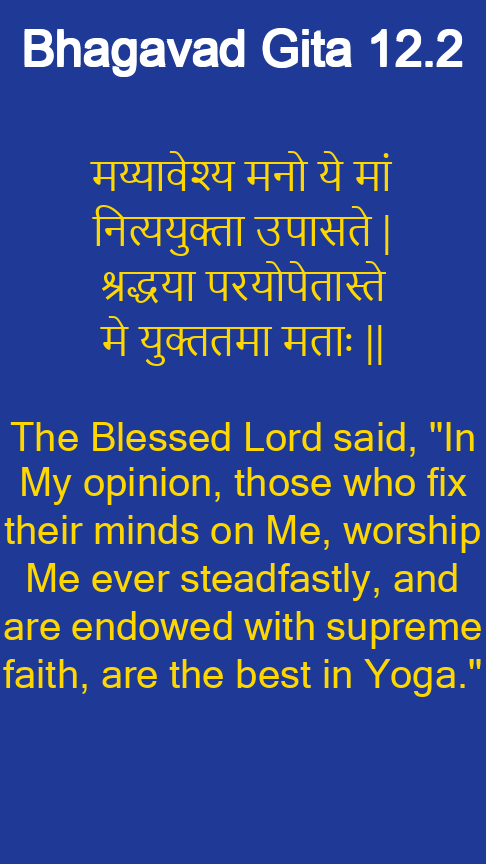 Bhagavad Gita 12.2
मय्यावेश्य मनो ये मां
नित्ययुक्ता उपासते |
श्रद्धया परयोपेतास्ते
मे युक्ततमा मताः ||
The Blessed Lord said, "In
My opinion, those who fix
their minds on Me, worship
Me ever steadfastly, and
are endowed with supreme
faith, are the best in Yoga."